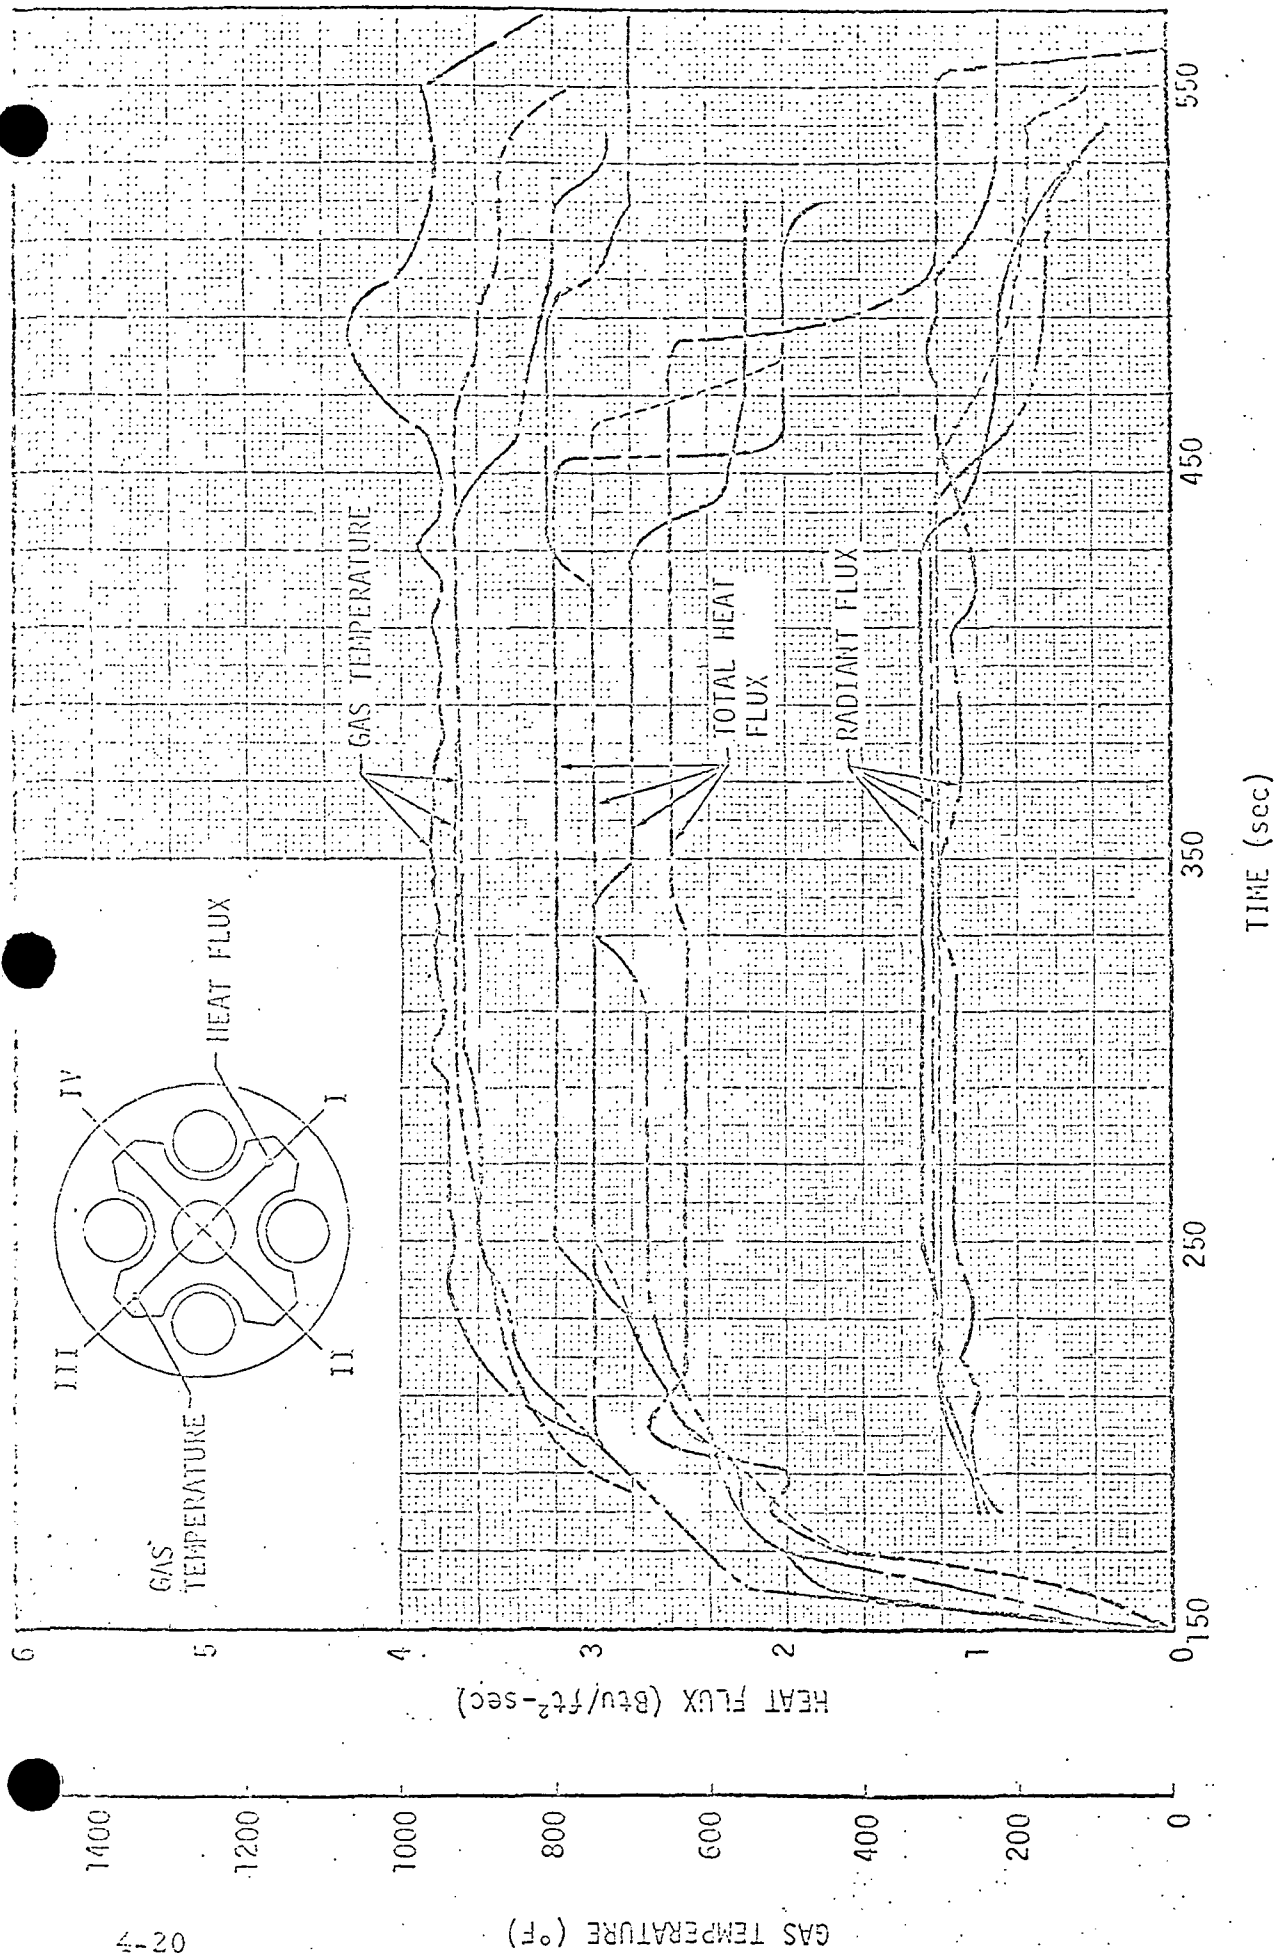 4-20
GAS TEMPERATURE (°F)
1400
1200
1000
800
600
400
200
0
HEAT FLUX (Btu/ft²-sec)
6
5
4
3
2
1
0
III
IV
II
I
GAS
TEMPERATURE
HEAT FLUX
GAS TEMPERATURE
TOTAL HEAT
FLUX
RADIANT FLUX
150
250
350
450
550
TIME (sec)